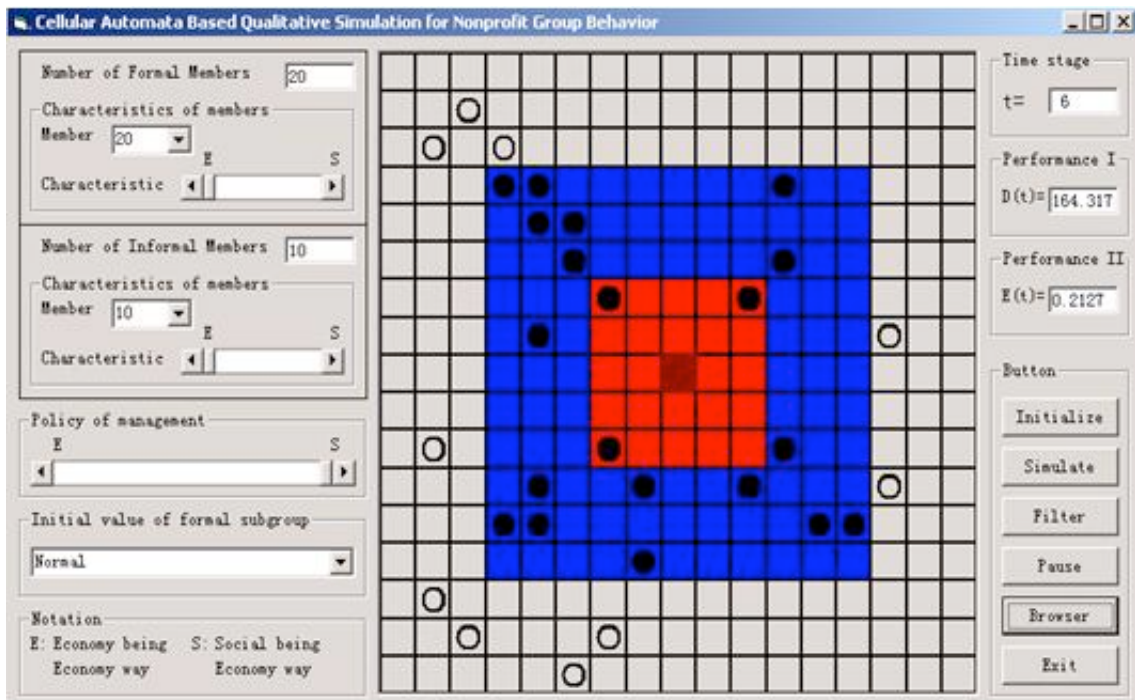 Cellular Automata Based Qualitative Simulation for Nonprofit Group Behavior
Number of Formal Members 20
Characteristics of members
Member 20
E S
Characteristic
Number of Informal Members 10
Characteristics of members
Member 10
E S
Characteristic
Policy of management
E S
Initial value of formal subgroup
Normal
Notation
E: Economy being S: Social being
Economy way Economy way
Time stage
t= 6
Performance I
D(t)= 164.317
Performance II
E(t)= 0.2127
Button
Initialize
Simulate
Filter
Pause
Browser
Exit